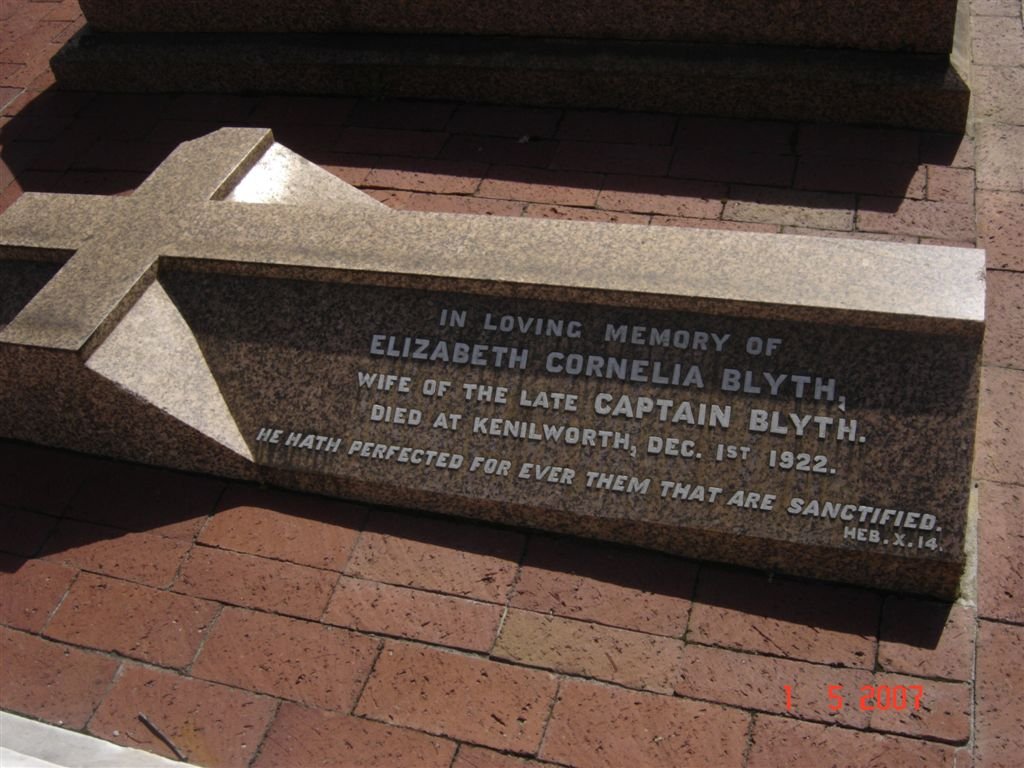 IN LOVING MEMORY OF
ELIZABETH CORNELIA BLYTH,
WIFE OF THE LATE CAPTAIN BLYTH.
DIED AT KENILWORTH, DEC. 1ST 1922.
HE HATH PERFECTED FOR EVER THEM THAT ARE SANCTIFIED.
HEB. X. 14.
1 5 2007